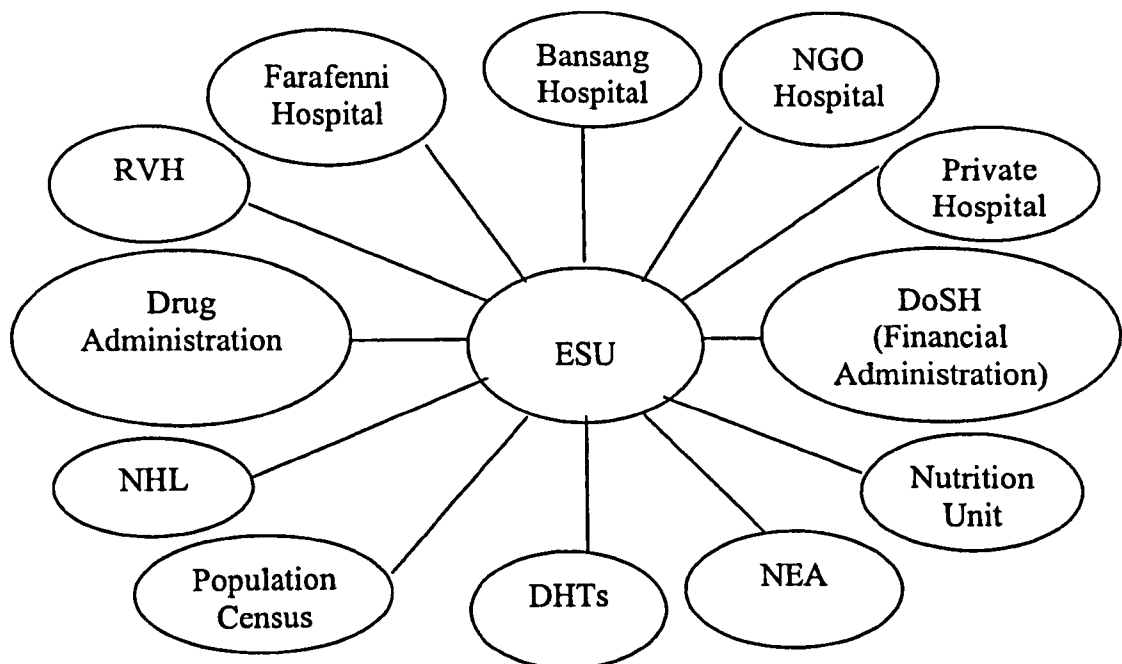 Farafenni
Hospital
Bansang
Hospital
NGO
Hospital
RVH
Private
Hospital
Drug
Administration
ESU
DoSH
(Financial
Administration)
NHL
Nutrition
Unit
Population
Census
DHTs
NEA